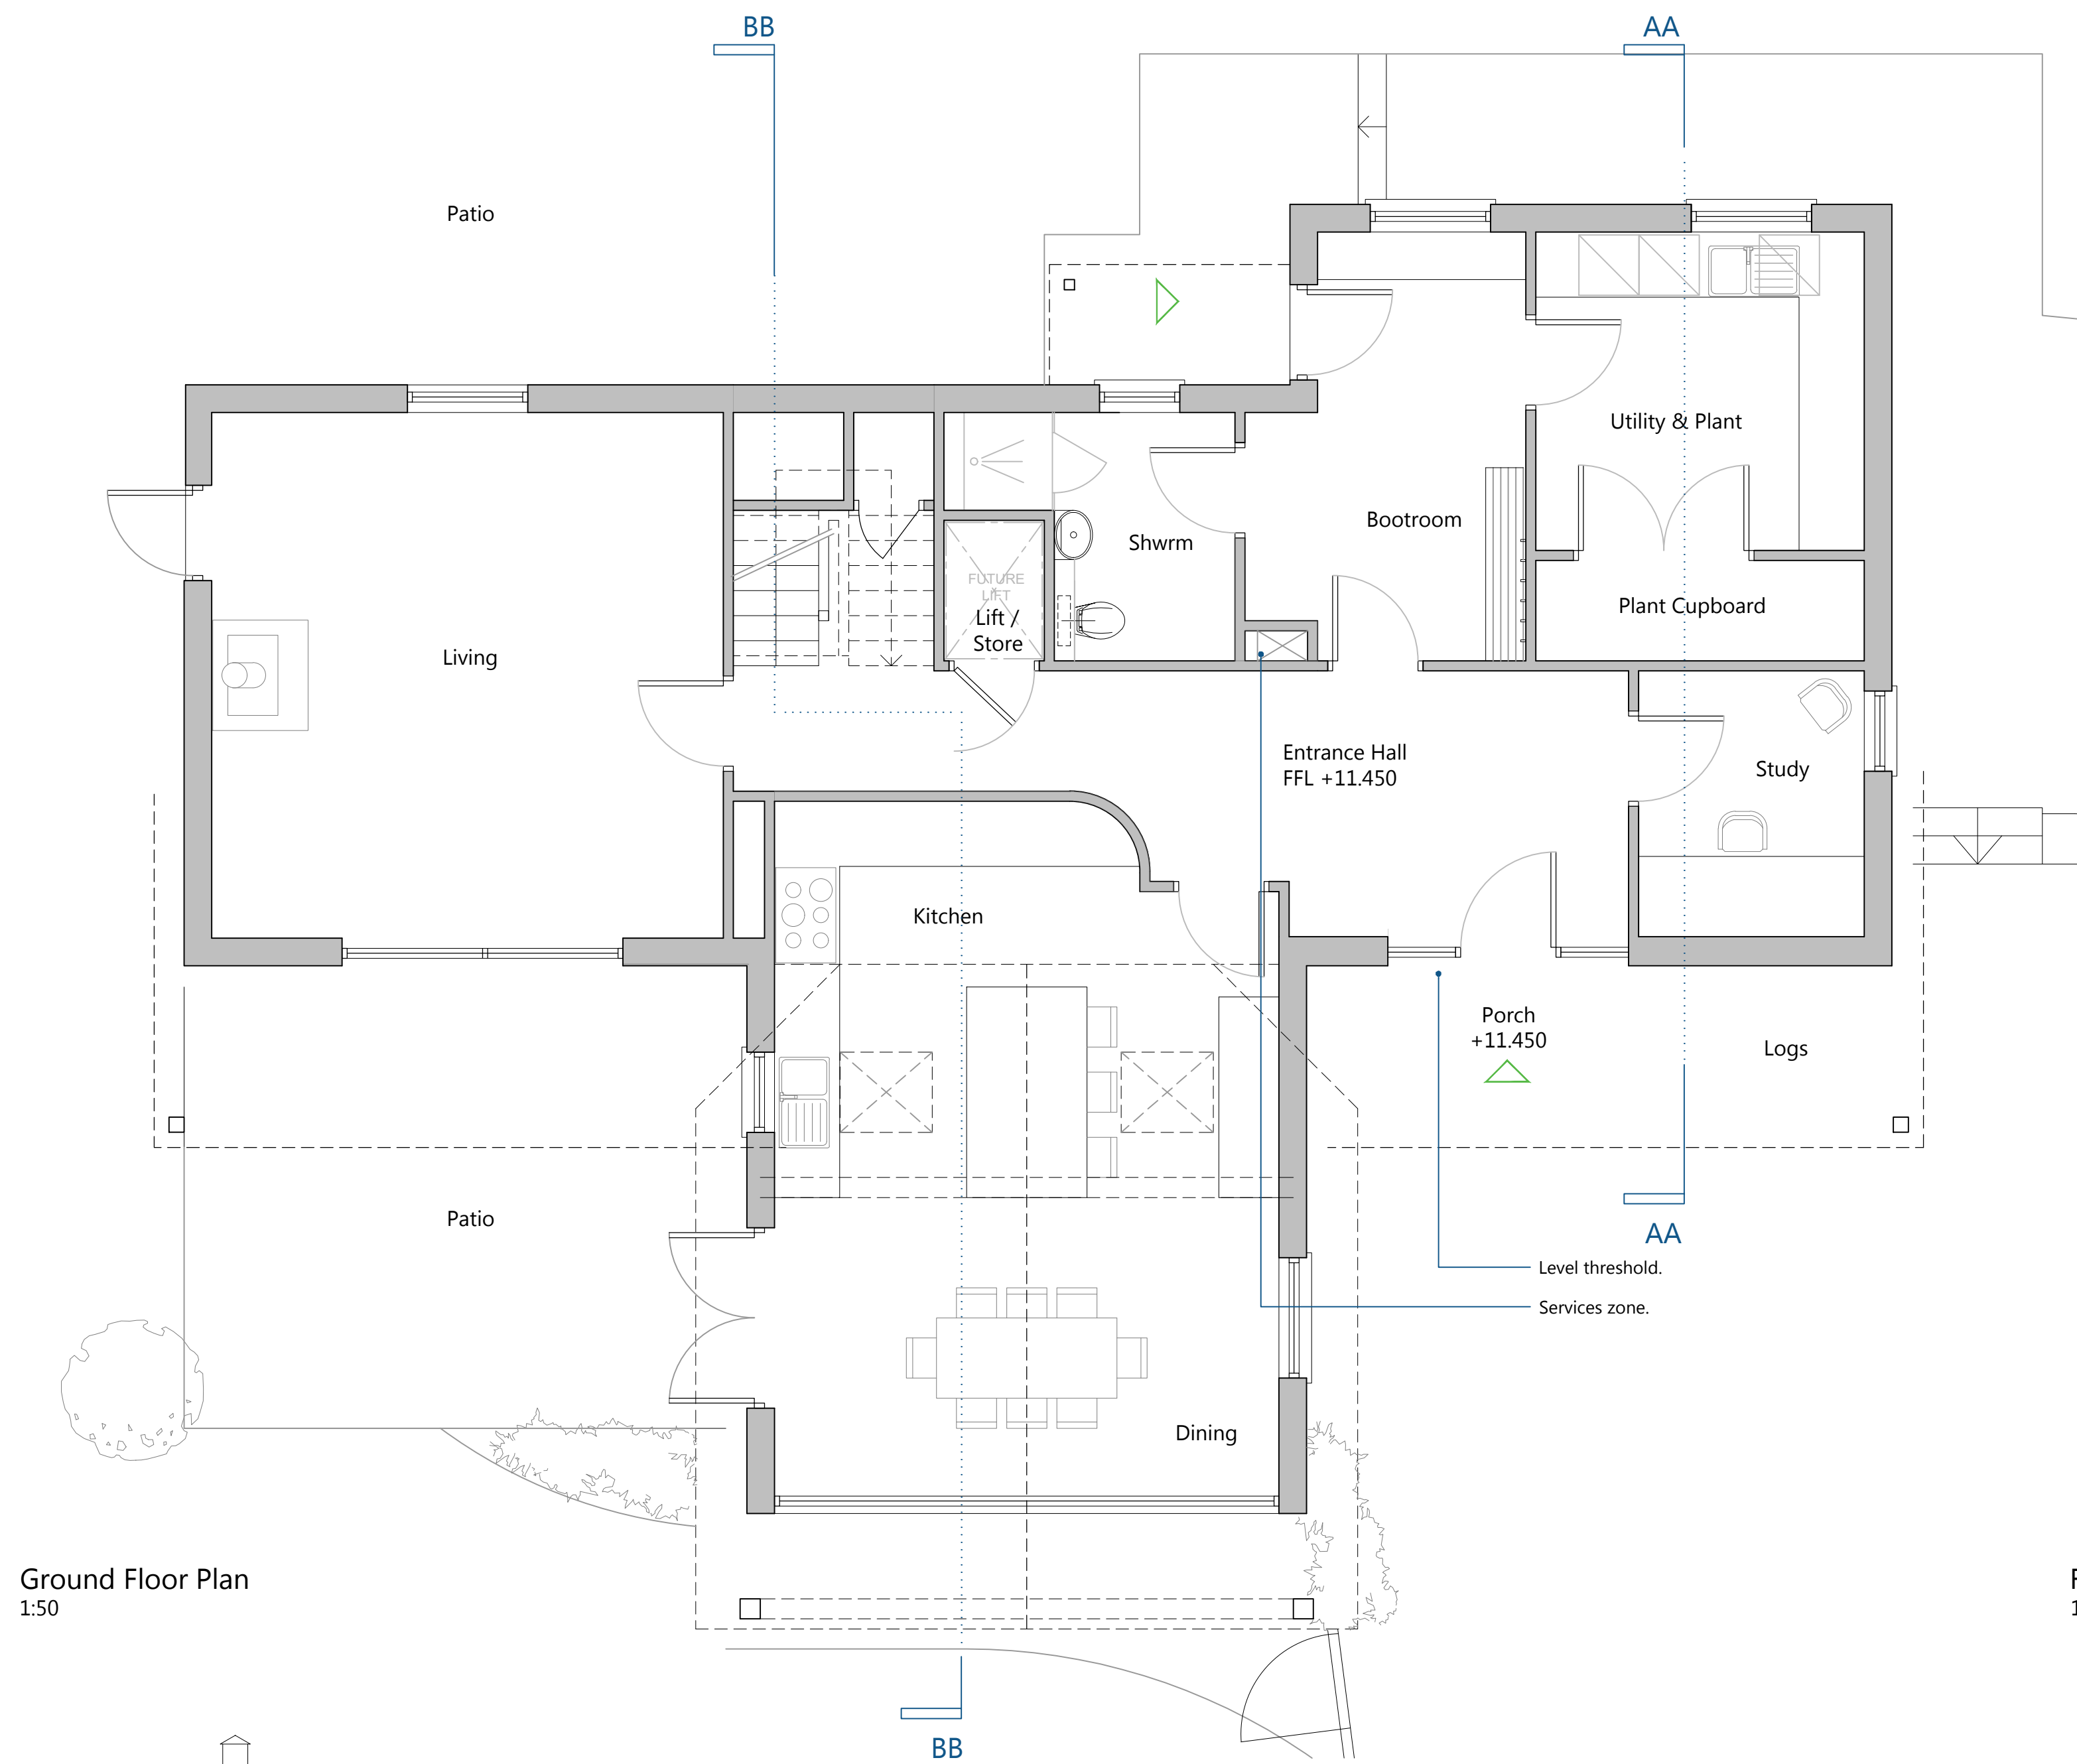 BB
AA
Patio
Utility & Plant
Bootroom
Shwrm
FUTURE
LIFT
Lift /
Store
Plant Cupboard
Living
Entrance Hall
FFL +11.450
Study
Kitchen
Porch
+11.450
Logs
Patio
AA
Level threshold.
Services zone.
Dining
Ground Floor Plan
1:50
BB